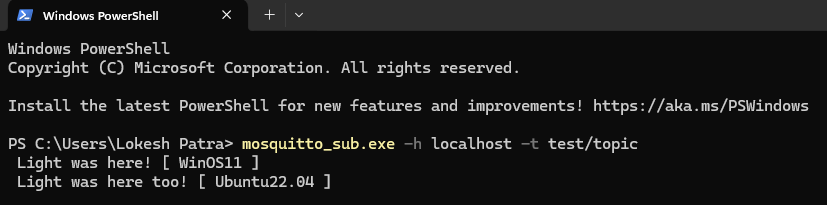 Windows PowerShell
Windows PowerShell
Copyright (C) Microsoft Corporation. All rights reserved.
Install the latest PowerShell for new features and improvements! https://aka.ms/PSWindows
PS C:\Users\Lokesh Patra> mosquitto_sub.exe -h localhost -t test/topic
 Light was here! [ WinOS11 ]
 Light was here too! [ Ubuntu22.04 ]